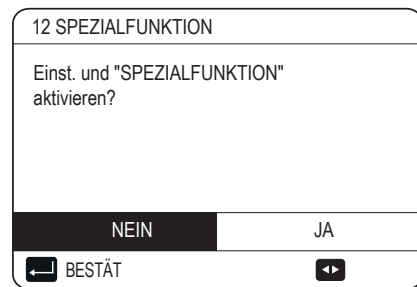 12 SPEZIALFUNKTION
Einst. und "SPEZIALFUNKTION"
aktivieren?
NEIN JA
BESTÄT